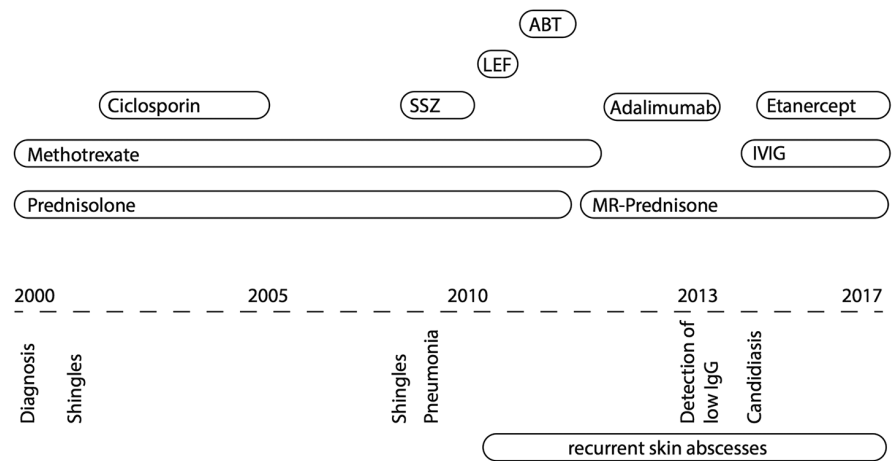 ABT
LEF
Ciclosporin
SSZ
Adalimumab
Etanercept
Methotrexate
IVIG
Prednisolone
MR-Prednisone
2000
2005
2010
2013
2017
Diagnosis
Shingles
Shingles
Pneumonia
Detection of
low IgG
Candidiasis
recurrent skin abscesses